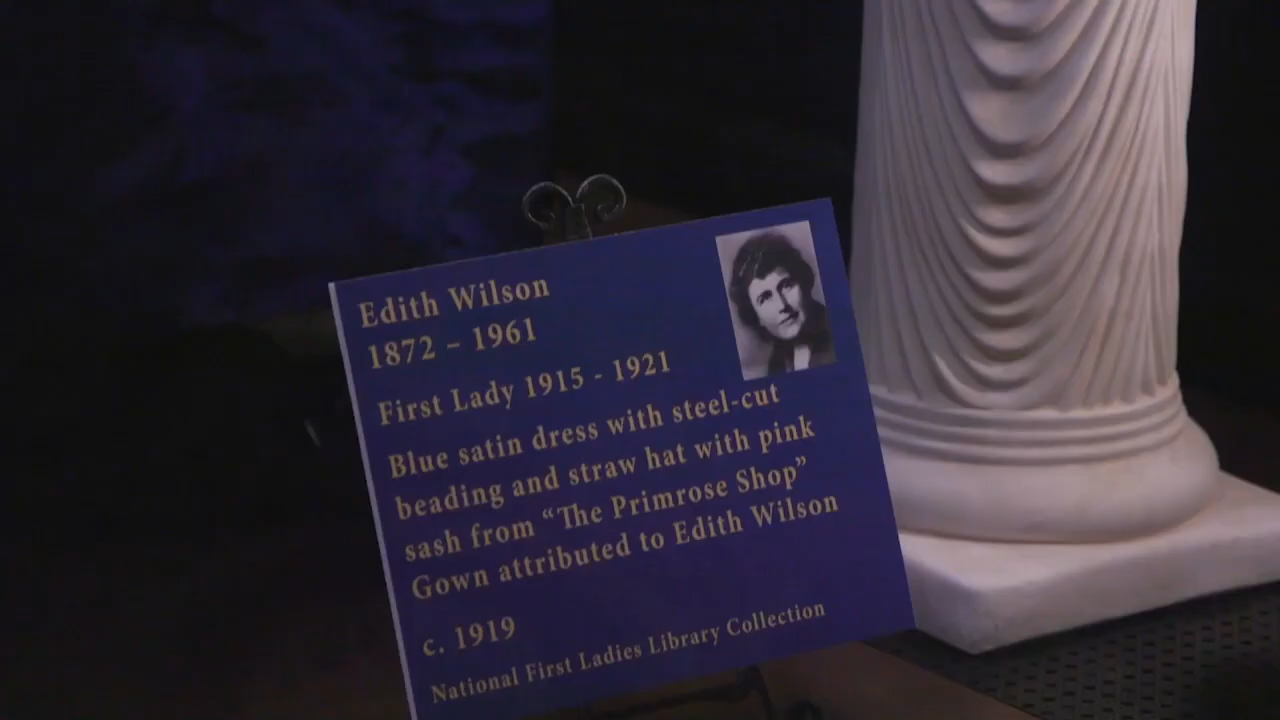 Edith Wilson
1872 – 1961
First Lady 1915 - 1921
Blue satin dress with steel-cut
beading and straw hat with pink
sash from “The Primrose Shop”
Gown attributed to Edith Wilson
c. 1919
National First Ladies Library Collection